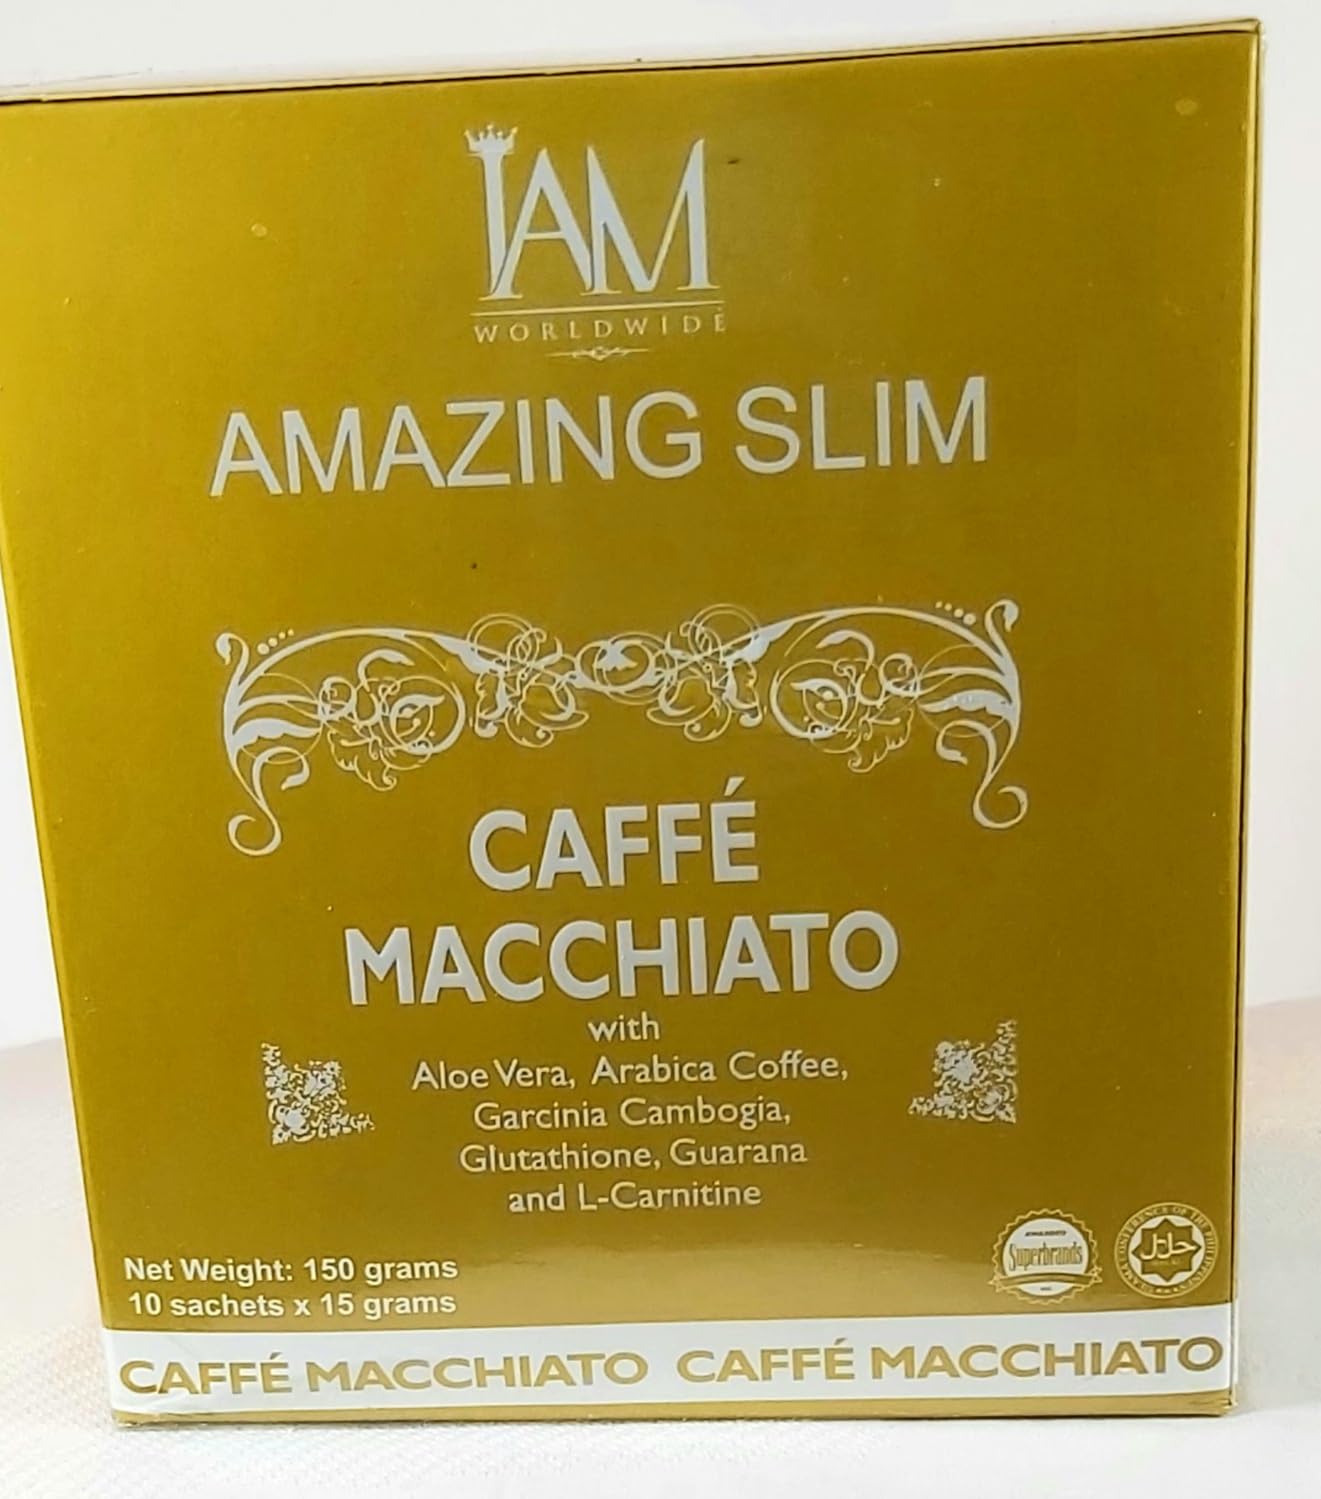 IAM
WORLDWIDE
AMAZING SLIM
CAFFÉ
MACCHIATO
with
Aloe Vera, Arabica Coffee,
Garcinia Cambogia,
Glutathione, Guarana
and L-Carnitine
Net Weight: 150 grams
10 sachets x 15 grams
Superbrands
حلال
CAFFÉ MACCHIATO CAFFÉ MACCHIATO